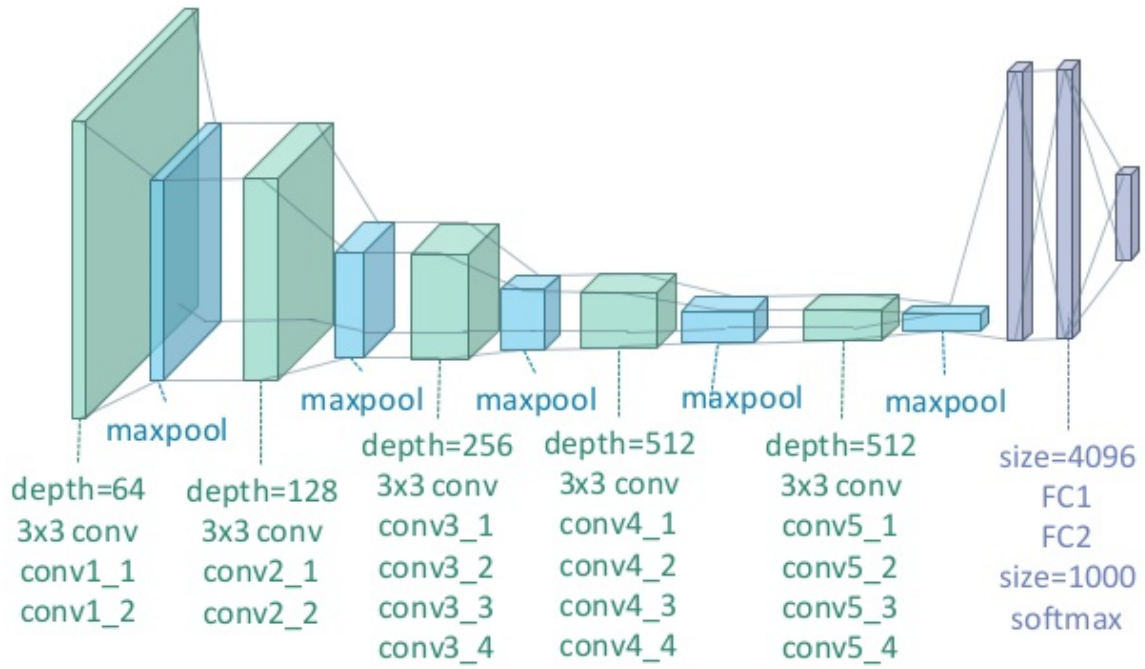 maxpool
maxpool
maxpool
maxpool
maxpool
depth=64
3x3 conv
conv1_1
conv1_2
depth=128
3x3 conv
conv2_1
conv2_2
depth=256
3x3 conv
conv3_1
conv3_2
conv3_3
conv3_4
depth=512
3x3 conv
conv4_1
conv4_2
conv4_3
conv4_4
depth=512
3x3 conv
conv5_1
conv5_2
conv5_3
conv5_4
size=4096
FC1
FC2
size=1000
softmax